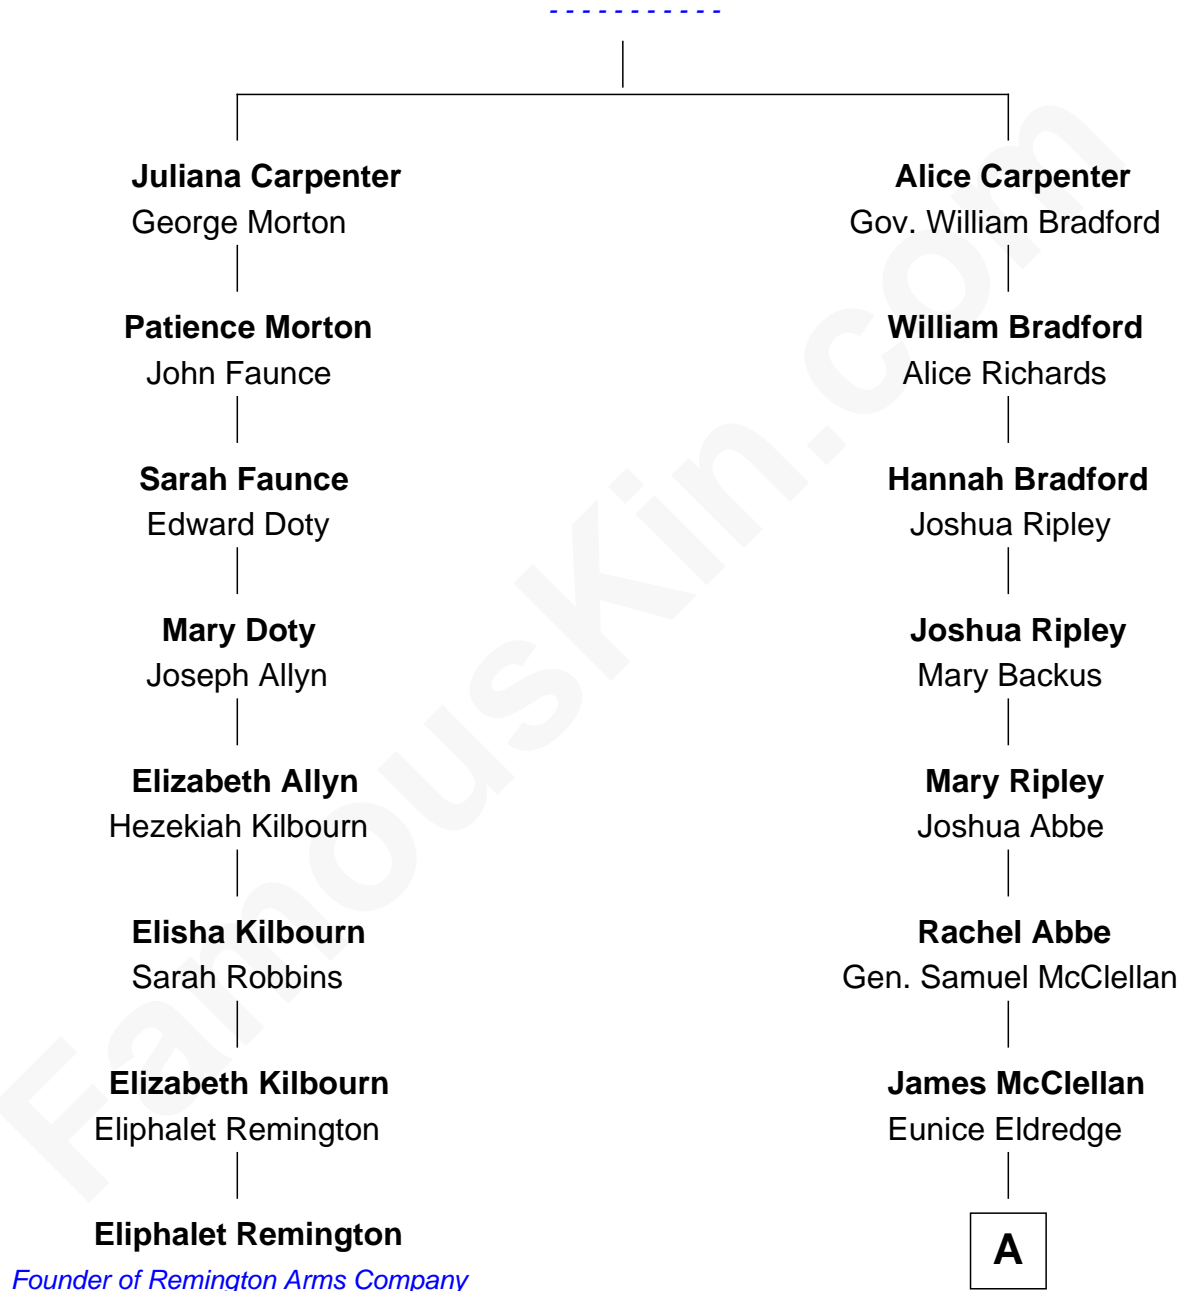 - - - - - - - - - - -
Juliana Carpenter
George Morton
Alice Carpenter
Gov. William Bradford
Patience Morton
John Faunce
William Bradford
Alice Richards
Sarah Faunce
Edward Doty
Hannah Bradford
Joshua Ripley
Mary Doty
Joseph Allyn
Joshua Ripley
Mary Backus
Elizabeth Allyn
Hezekiah Kilbourn
Mary Ripley
Joshua Abbe
Elisha Kilbourn
Sarah Robbins
Rachel Abbe
Gen. Samuel McClellan
Elizabeth Kilbourn
Eliphalet Remington
James McClellan
Eunice Eldredge
Eliphalet Remington
Founder of Remington Arms Company
A
FamousKin.com